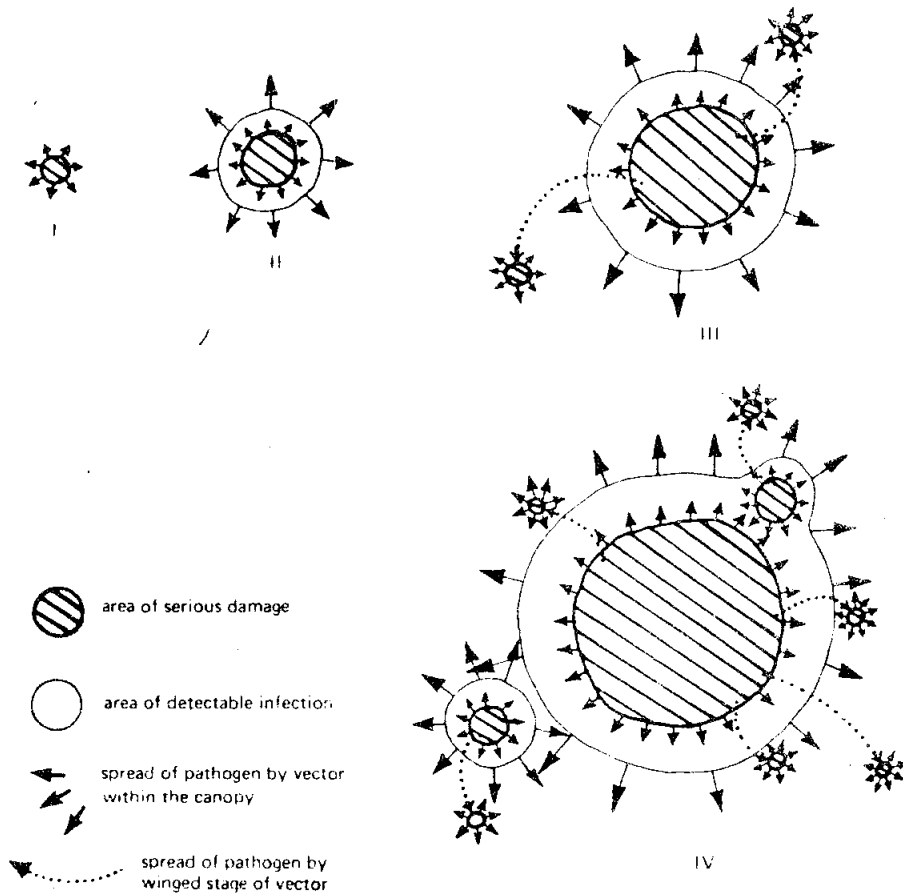 I
II
III
IV
area of serious damage
area of detectable infection
spread of pathogen by vector
within the canopy
spread of pathogen by
winged stage of vector